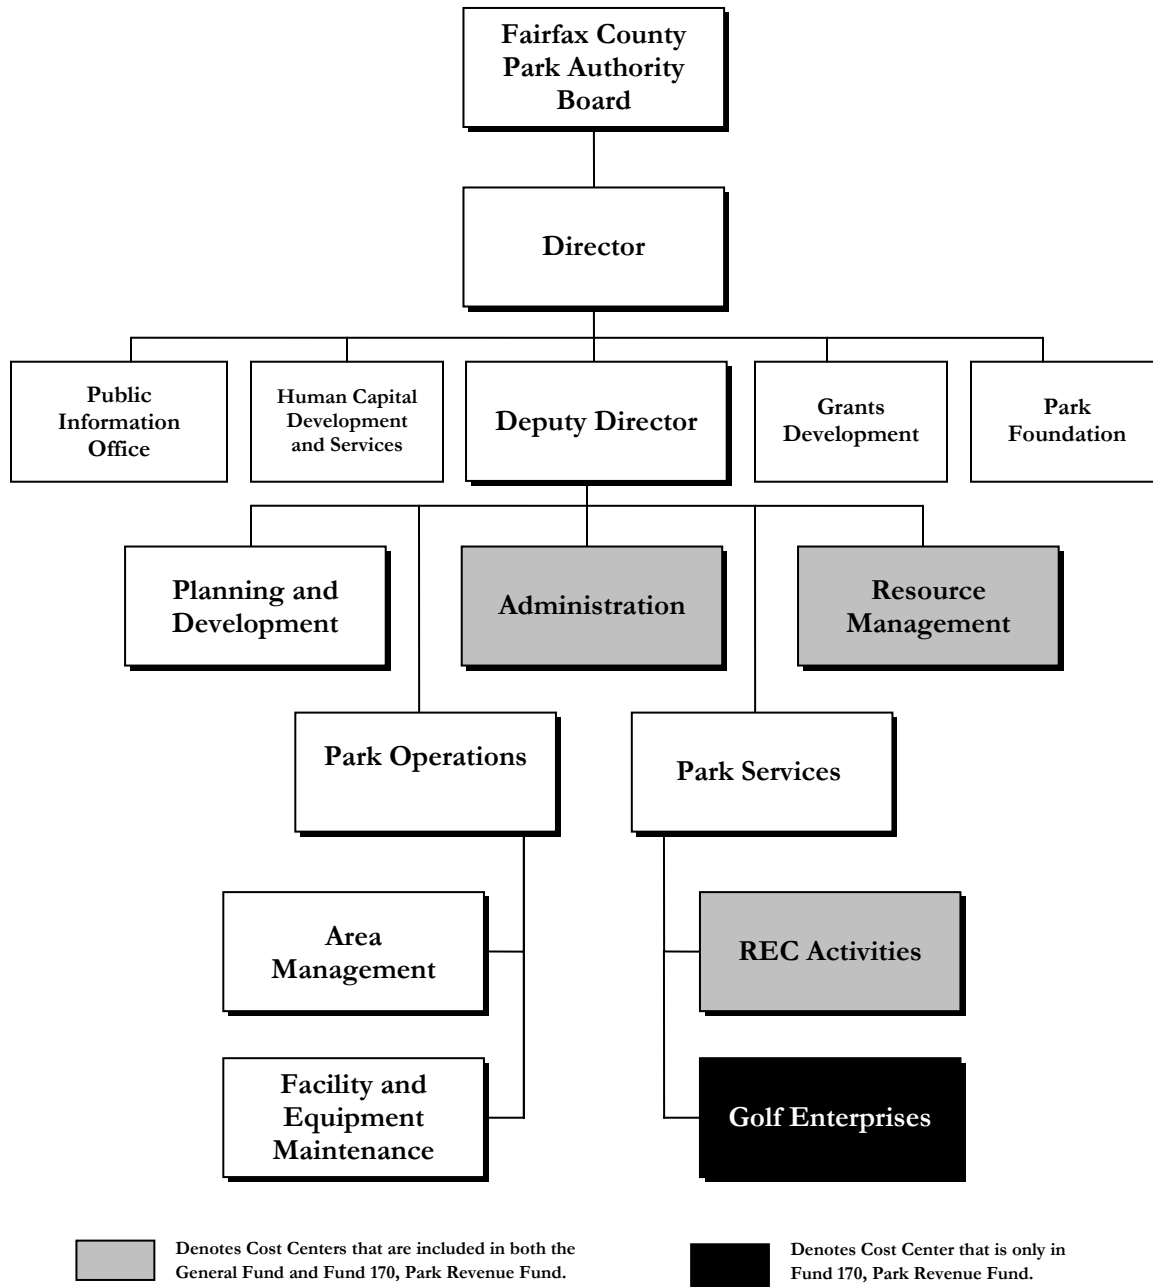 Fairfax County
Park Authority
Board
Director
Public
Information
Office
Human Capital
Development
and Services
Deputy Director
Grants
Development
Park
Foundation
Planning and
Development
Administration
Resource
Management
Park Operations
Park Services
Area
Management
REC Activities
Facility and
Equipment
Maintenance
Golf Enterprises
Denotes Cost Centers that are included in both the
General Fund and Fund 170, Park Revenue Fund.
Denotes Cost Center that is only in
Fund 170, Park Revenue Fund.